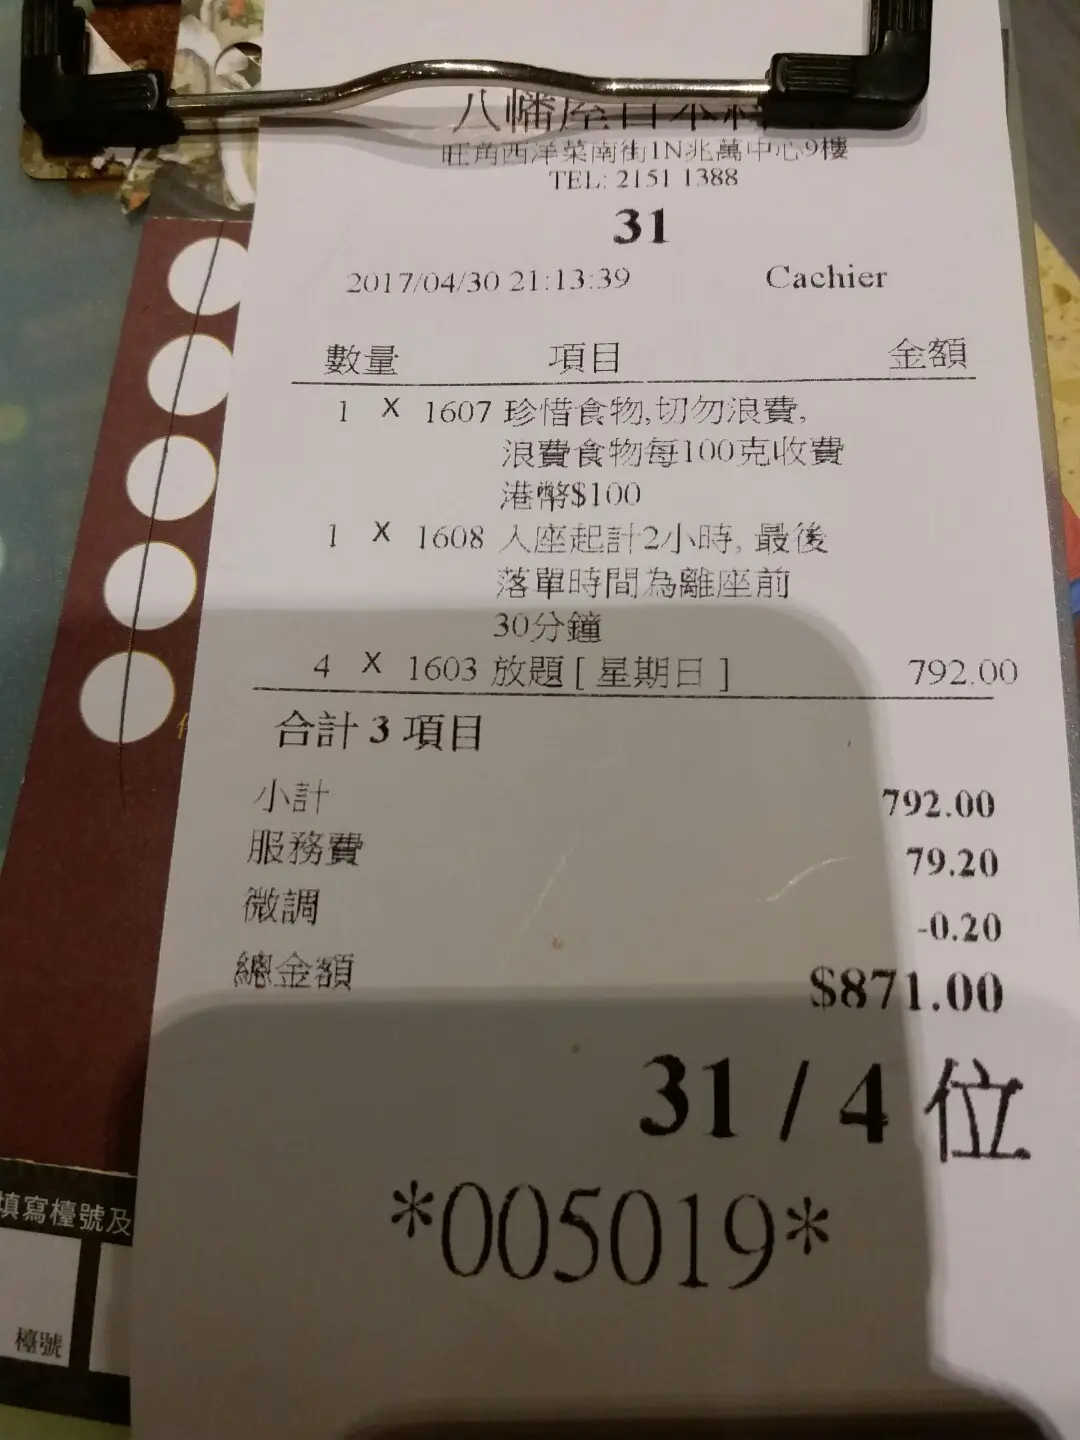 八幡屋日本料
旺角西洋菜南街1N兆萬中心9樓
TEL: 2151 1388
31
2017/04/30 21:13:39 Cachier
數量 項目 金額
1 X 1607 珍惜食物,切勿浪費,
浪費食物每100克收費
港幣$100
1 X 1608 入座起計2小時, 最後
落單時間為離座前
30分鐘
4 X 1603 放題 [ 星期日 ] 792.00
合計 3 項目
小計 792.00
服務費 79.20
微調 -0.20
總金額 $871.00
31 / 4 位
*005019*
填寫檯號及
檯號